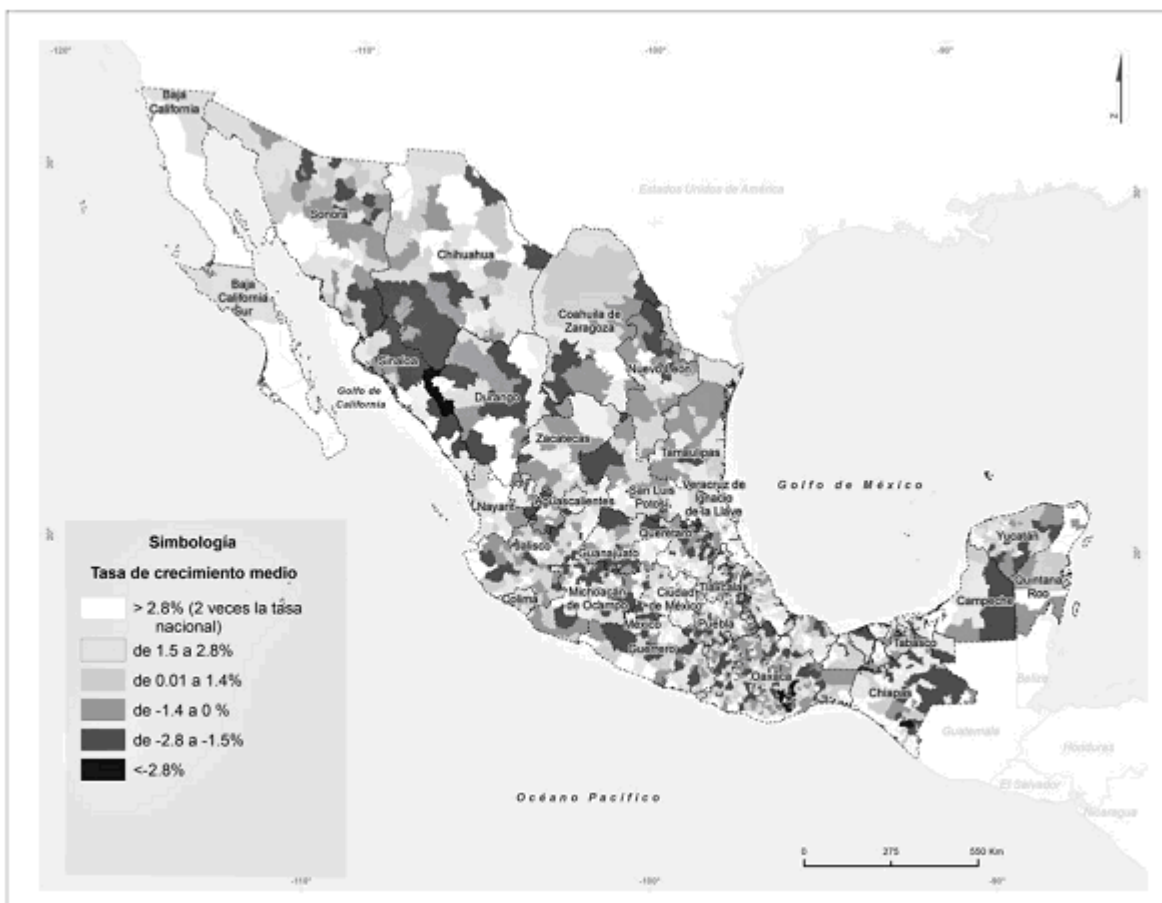 -120°
-110°
-100°
-90°
N
30°
30°
Baja
California
Sonora
Estados Unidos de América
Chihuahua
Baja
California
Sur
Coahuila de
Zaragoza
Sinaloa
Nuevo León
Golfo de
California
Durango
Zacatecas
Tamaulipas
Golfo de México
Nayarit
Aguascalientes
San Luis
Potosí
Veracruz de
Ignacio
de la Llave
20°
20°
Querétaro
Yucatán
Jalisco
Guanajuato
Quintana
Roo
Colima
Michoacán
de Ocampo
Ciudad
de México
Tlaxcala
Campeche
México
Puebla
Tabasco
Guerrero
Oaxaca
Chiapas
Belize
Guatemala
Honduras
El Salvador
Nicaragua
Océano Pacífico
Simbología
Tasa de crecimiento medio
> 2.8% (2 veces la tasa
nacional)
de 1.5 a 2.8%
de 0.01 a 1.4%
de -1.4 a 0 %
de -2.8 a -1.5%
<-2.8%
0 275 550 Km
-110°
-100°
-90°